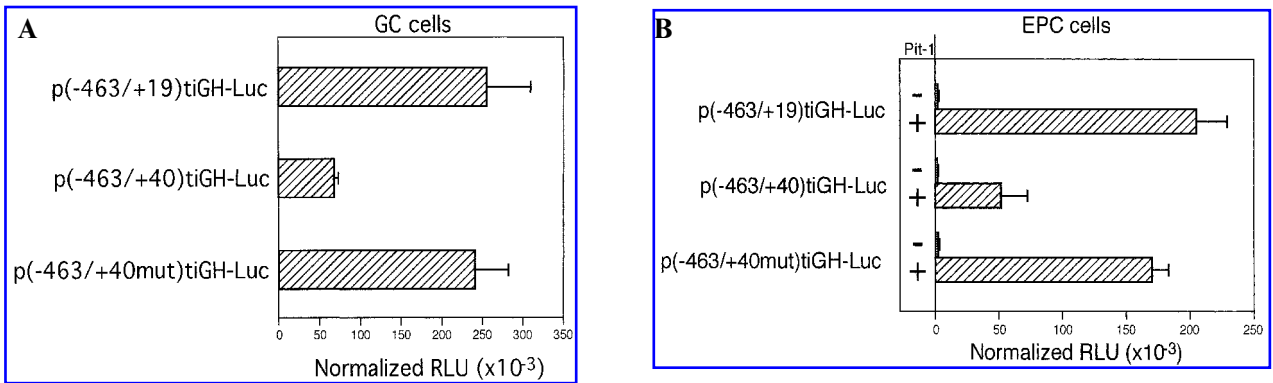 A
GC cells
p(-463/+19)tiGH-Luc
p(-463/+40)tiGH-Luc
p(-463/+40mut)tiGH-Luc
0 50 100 150 200 250 300 350
Normalized RLU (x10-3)
B
EPC cells
Pit-1
p(-463/+19)tiGH-Luc
-
+
p(-463/+40)tiGH-Luc
-
+
p(-463/+40mut)tiGH-Luc
-
+
0 50 100 150 200 250
Normalized RLU (x10-3)